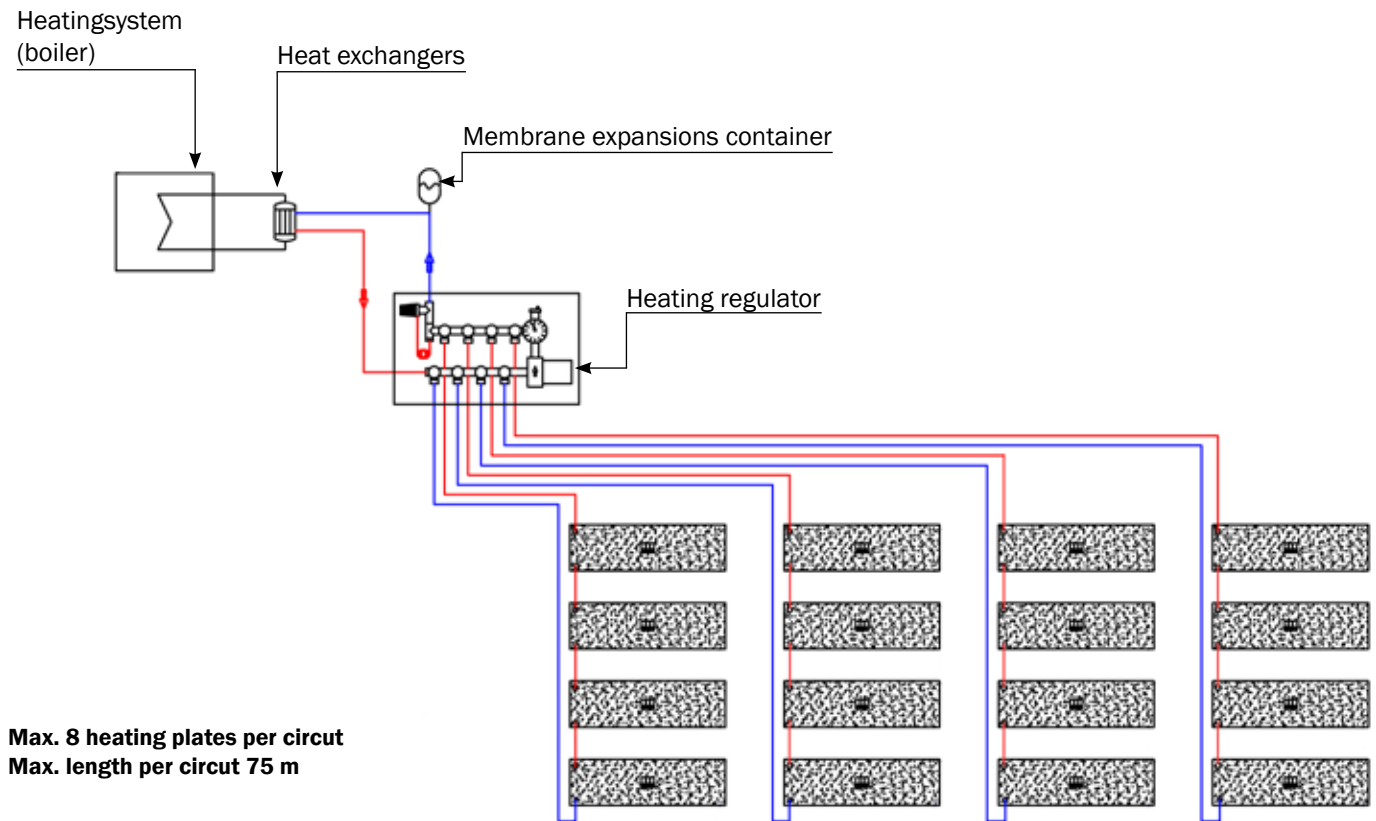 Heatingsystem
(boiler)
Heat exchangers
Membrane expansions container
Heating regulator
Max. 8 heating plates per circut
Max. length per circut 75 m